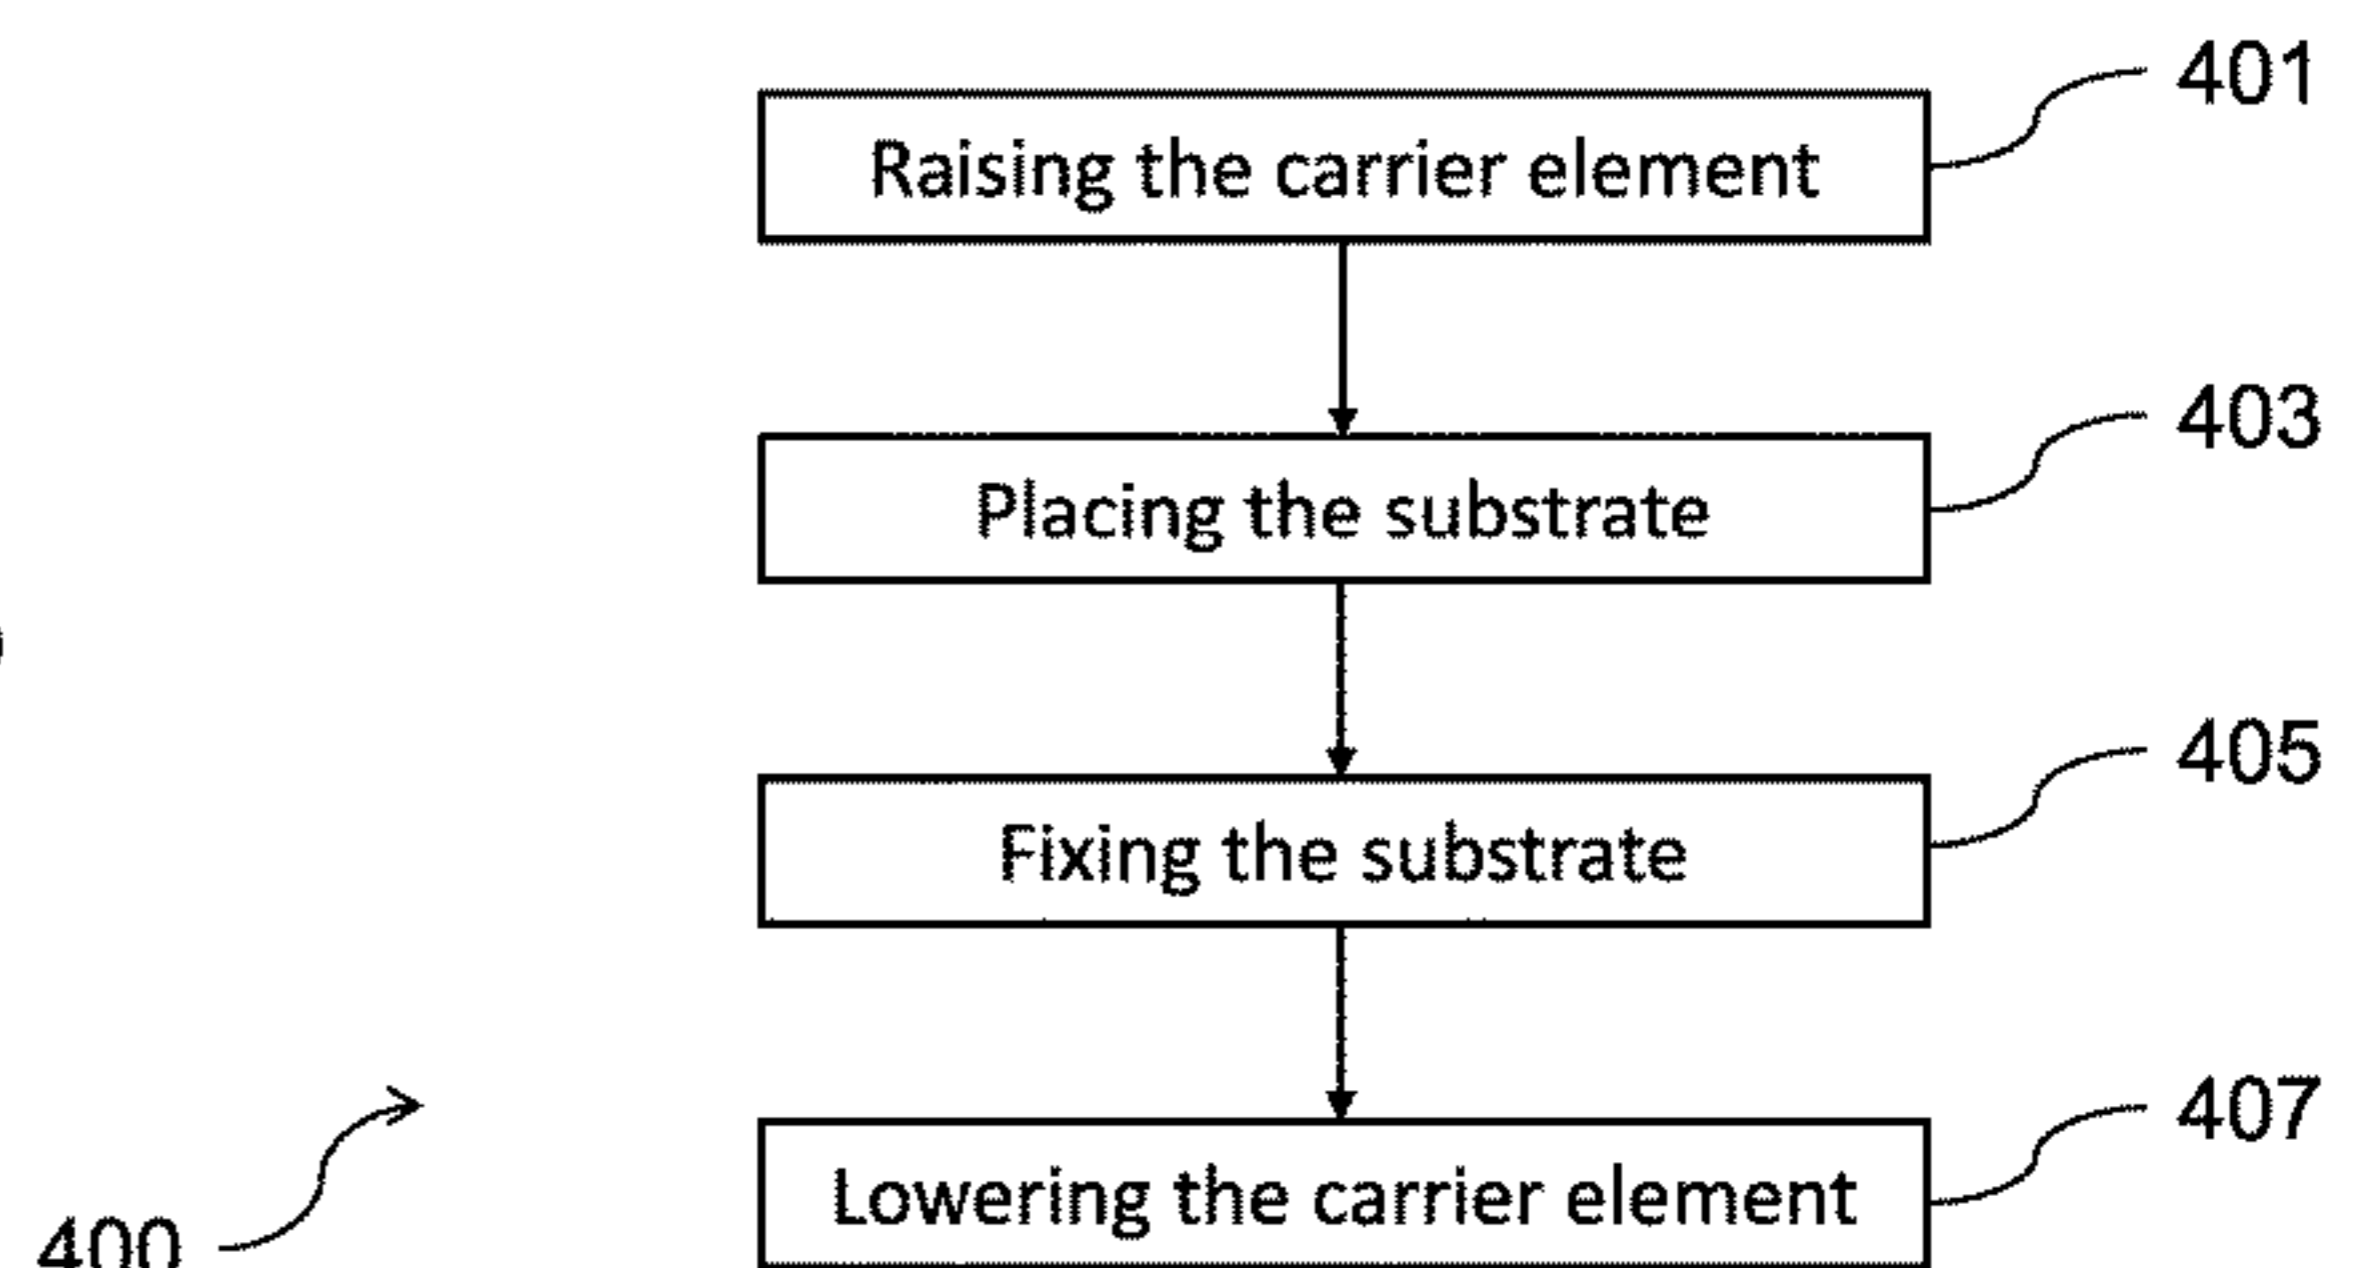 401
Raising the carrier element
403
Placing the substrate
405
Fixing the substrate
407
Lowering the carrier element
400